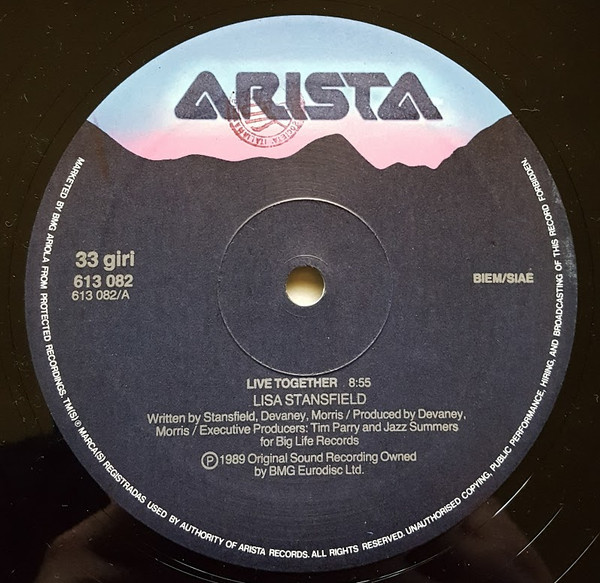 ARISTA
SOCIETA ITALIANA
33 giri
613 082
613 082/A
BIEM/SIAE
LIVE TOGETHER 8:55
LISA STANSFIELD
Written by Stansfield, Devaney, Morris / Produced by Devaney,
Morris / Executive Producers: Tim Parry and Jazz Summers
for Big Life Records
Ⓟ1989 Original Sound Recording Owned
by BMG Eurodisc Ltd.
MARKETED BY BMG ARIOLA FROM PROTECTED RECORDINGS. TM(S)® MARCA(S) REGISTRADAS USED BY AUTHORITY OF ARISTA RECORDS. ALL RIGHTS RESERVED. UNAUTHORISED COPYING, PUBLIC PERFORMANCE, HIRING, AND BROADCASTING OF THIS RECORD FORBIDDEN.